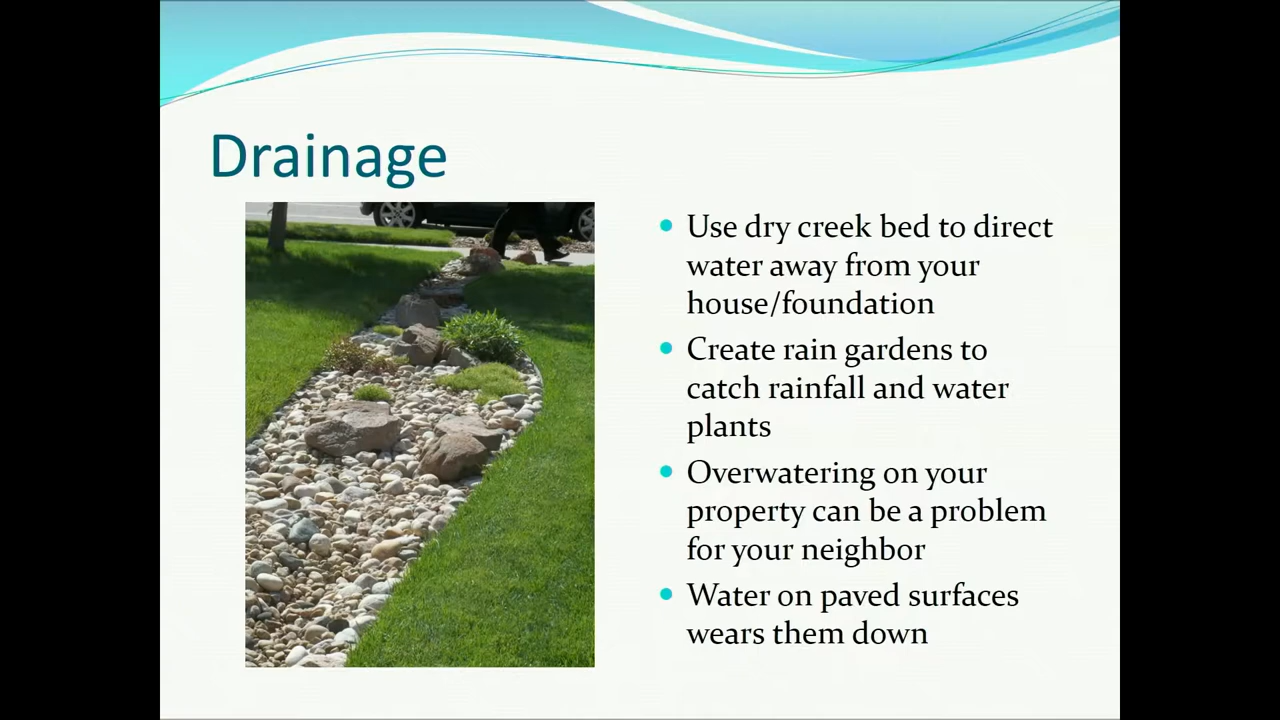 Drainage
Use dry creek bed to direct
water away from your
house/foundation
Create rain gardens to
catch rainfall and water
plants
Overwatering on your
property can be a problem
for your neighbor
Water on paved surfaces
wears them down